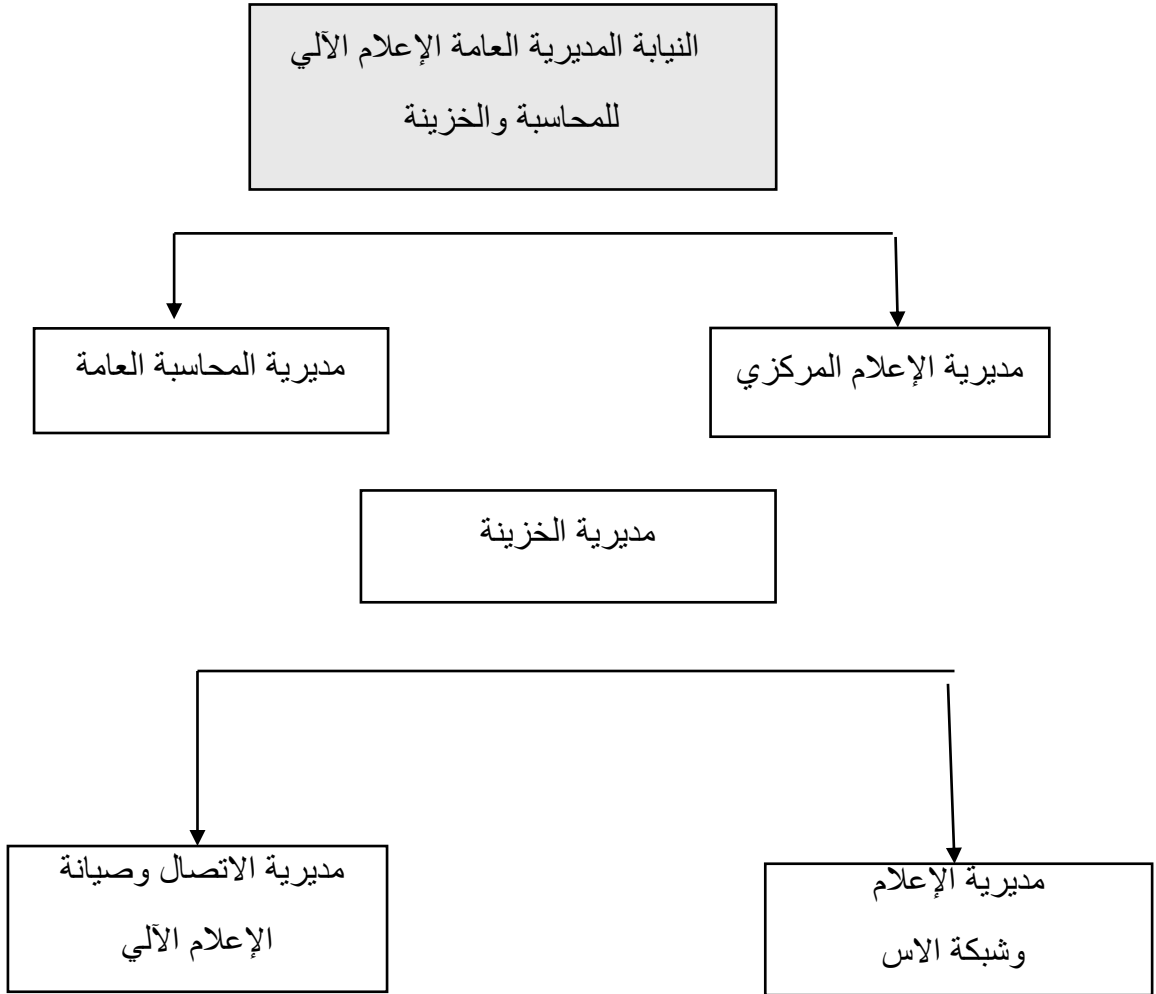 النيابة المديرية العامة الإعلام الآلي
للمحاسبة والخزينة
مديرية الإعلام المركزي
مديرية المحاسبة العامة
مديرية الخزينة
مديرية الإعلام
وشبكة الاس
مديرية الاتصال وصيانة
الإعلام الآلي